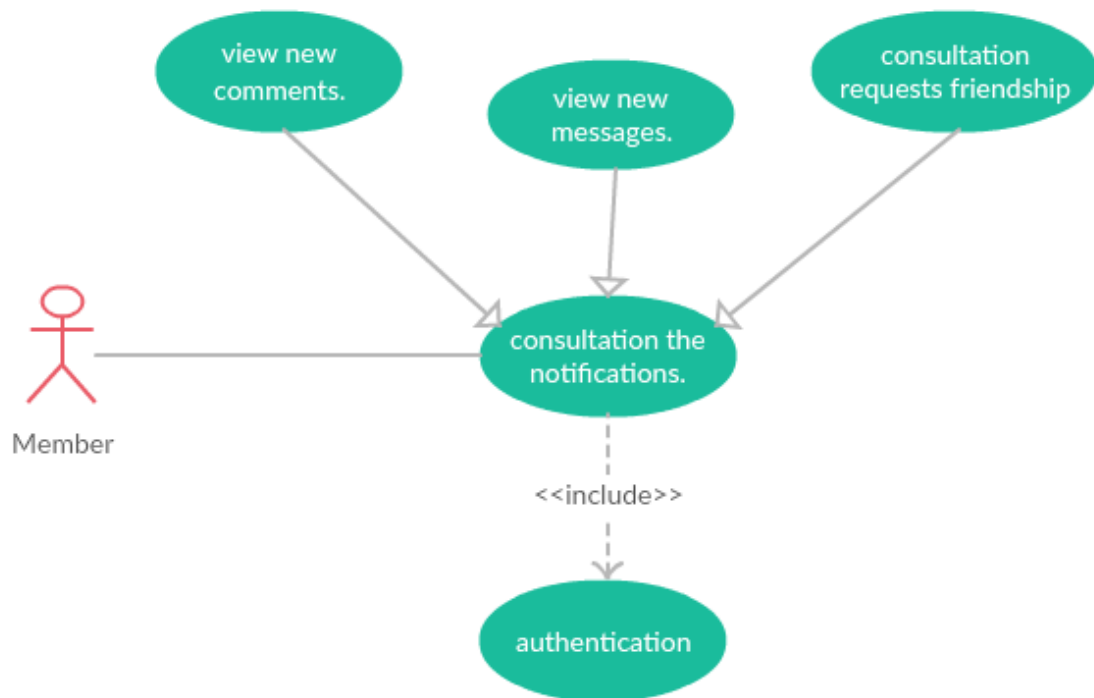 view new
comments.
view new
messages.
consultation
requests friendship
consultation the
notifications.
Member
<<include>>
authentication